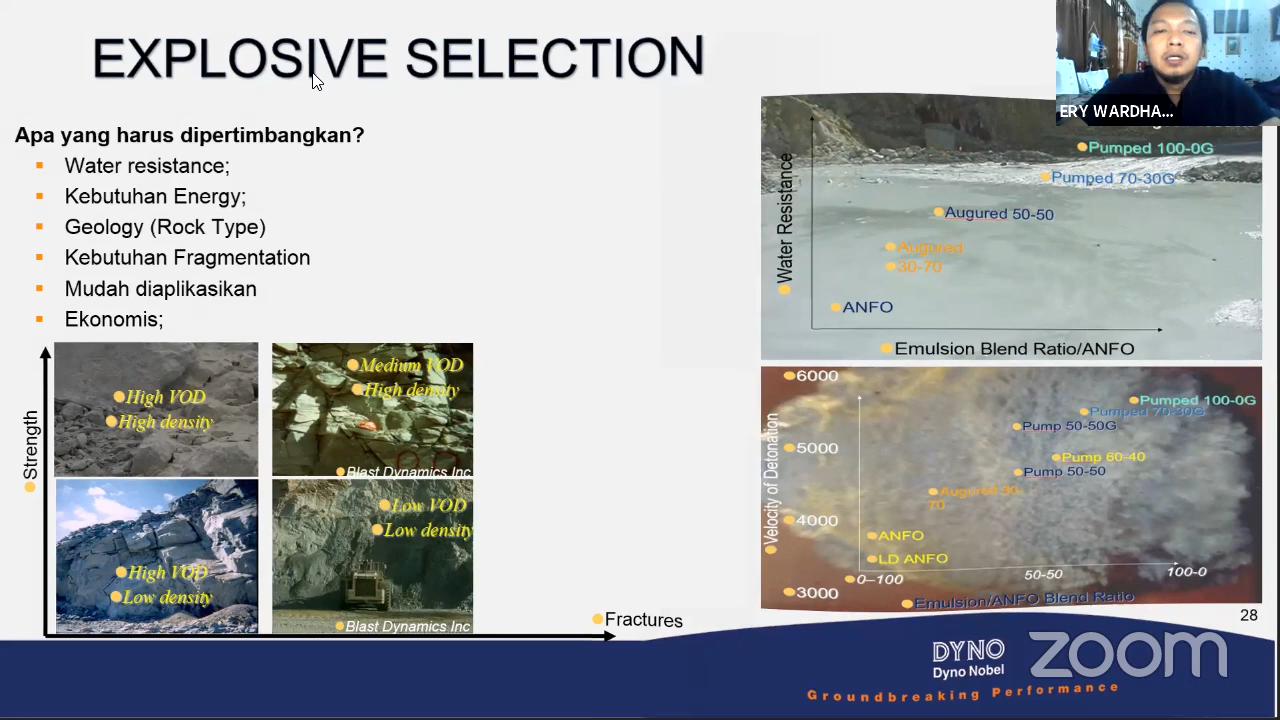 EXPLOSIVE SELECTION
ERY WARDHA...
Apa yang harus dipertimbangkan?
Water resistance;
Kebutuhan Energy;
Geology (Rock Type)
Kebutuhan Fragmentation
Mudah diaplikasikan
Ekonomis;
Strength
High VOD
High density
Medium VOD
High density
Blast Dynamics Inc
High VOD
Low density
Low VOD
Low density
Blast Dynamics Inc
Fractures
Water Resistance
Pumped 100-0G
Pumped 70-30G
Augured 50-50
Augured
30-70
ANFO
Emulsion Blend Ratio/ANFO
Velocity of Detonation
6000
5000
4000
3000
Pumped 100-0G
Pumped 70-30G
Pump 50-50G
Pump 60-40
Pump 50-50
Augured 30-
70
ANFO
LD ANFO
0–100
50-50
100-0
Emulsion/ANFO Blend Ratio
28
DYNO
Dyno Nobel
Groundbreaking Performance
zoom